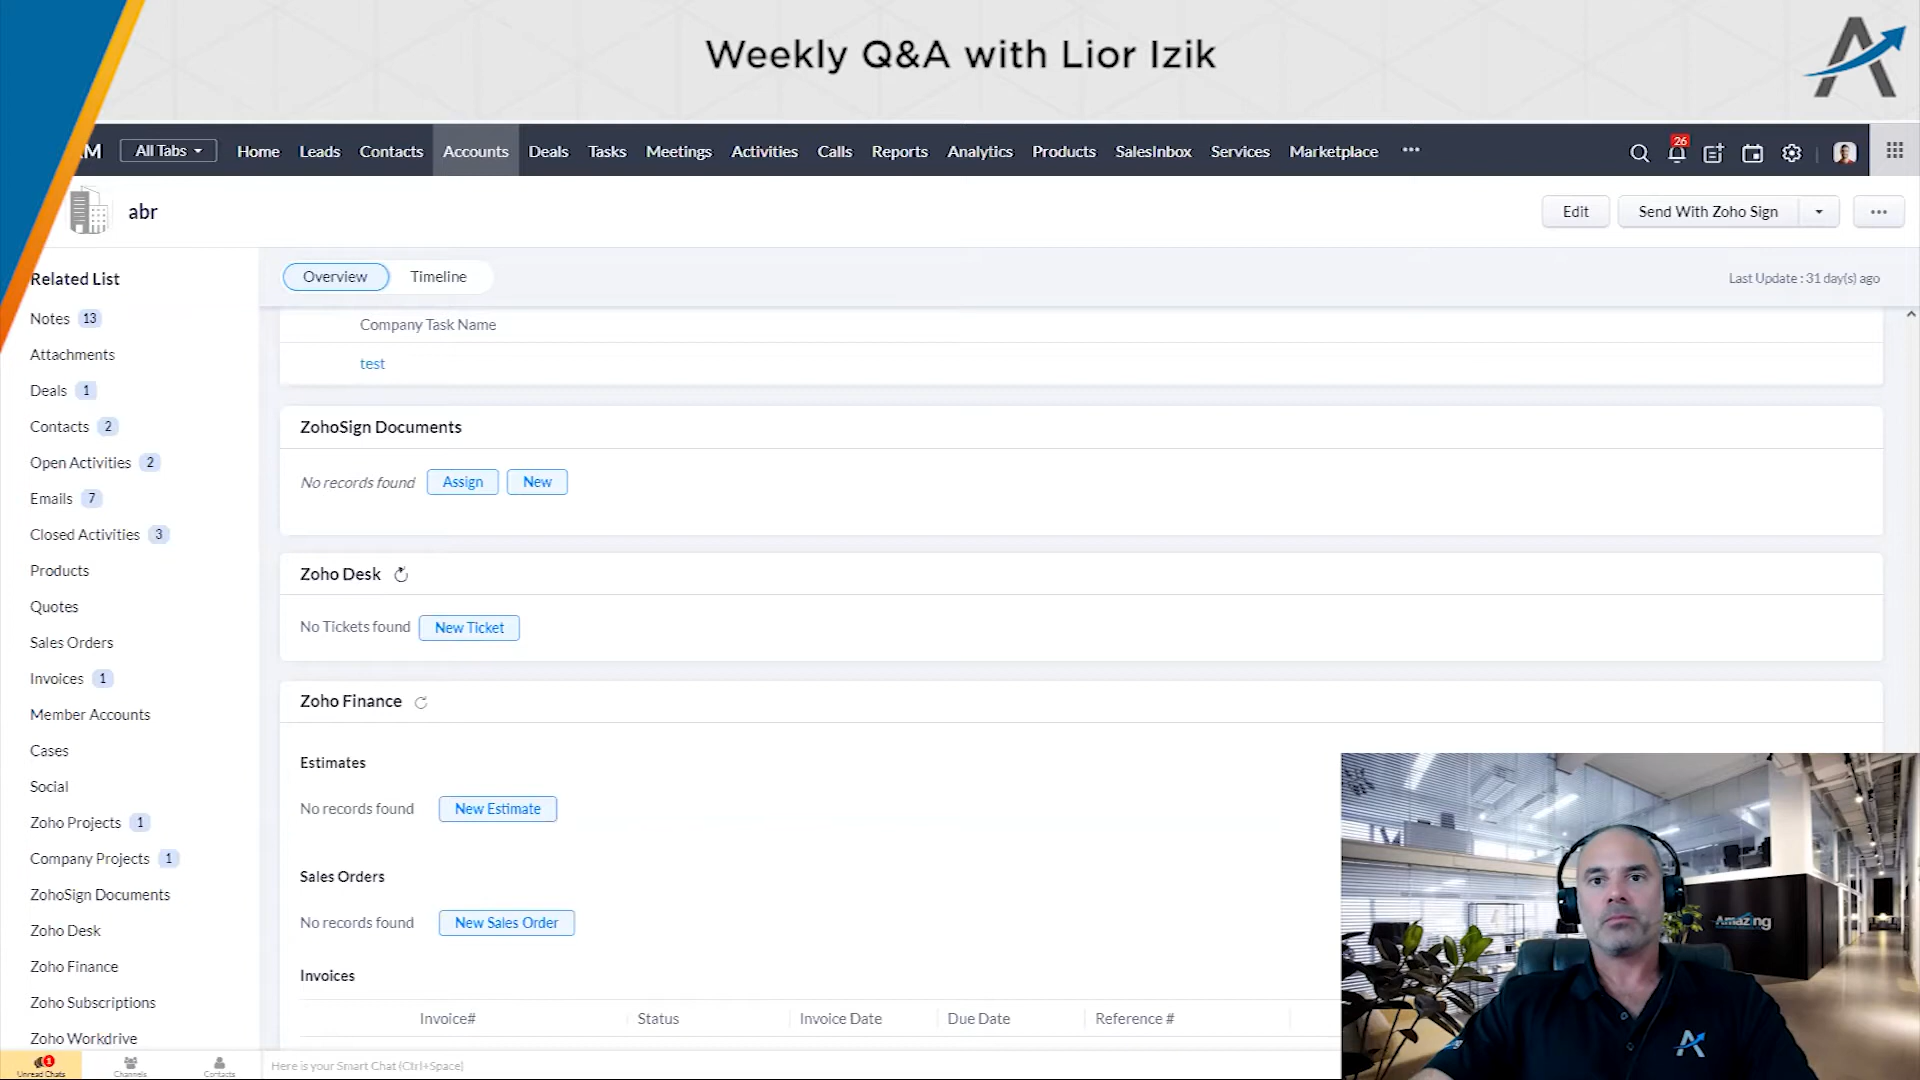 Weekly Q&A with Lior Izik
All Tabs
Home
Leads
Contacts
Accounts
Deals
Tasks
Meetings
Activities
Calls
Reports
Analytics
Products
SalesInbox
Services
Marketplace
26
abr
Edit
Send With Zoho Sign
Related List
Overview
Timeline
Last Update : 31 day(s) ago
Notes 13
Attachments
Deals 1
Contacts 2
Open Activities 2
Emails 7
Closed Activities 3
Products
Quotes
Sales Orders
Invoices 1
Member Accounts
Cases
Social
Zoho Projects 1
Company Projects 1
ZohoSign Documents
Zoho Desk
Zoho Finance
Zoho Subscriptions
Zoho Workdrive
Company Task Name
test
ZohoSign Documents
No records found Assign New
Zoho Desk
No Tickets found New Ticket
Zoho Finance
Estimates
No records found New Estimate
Sales Orders
No records found New Sales Order
Invoices
Invoice# Status Invoice Date Due Date Reference #
1
Unread Chats
Channels
Contacts
Here is your Smart Chat (Ctrl+Space)
Amazing